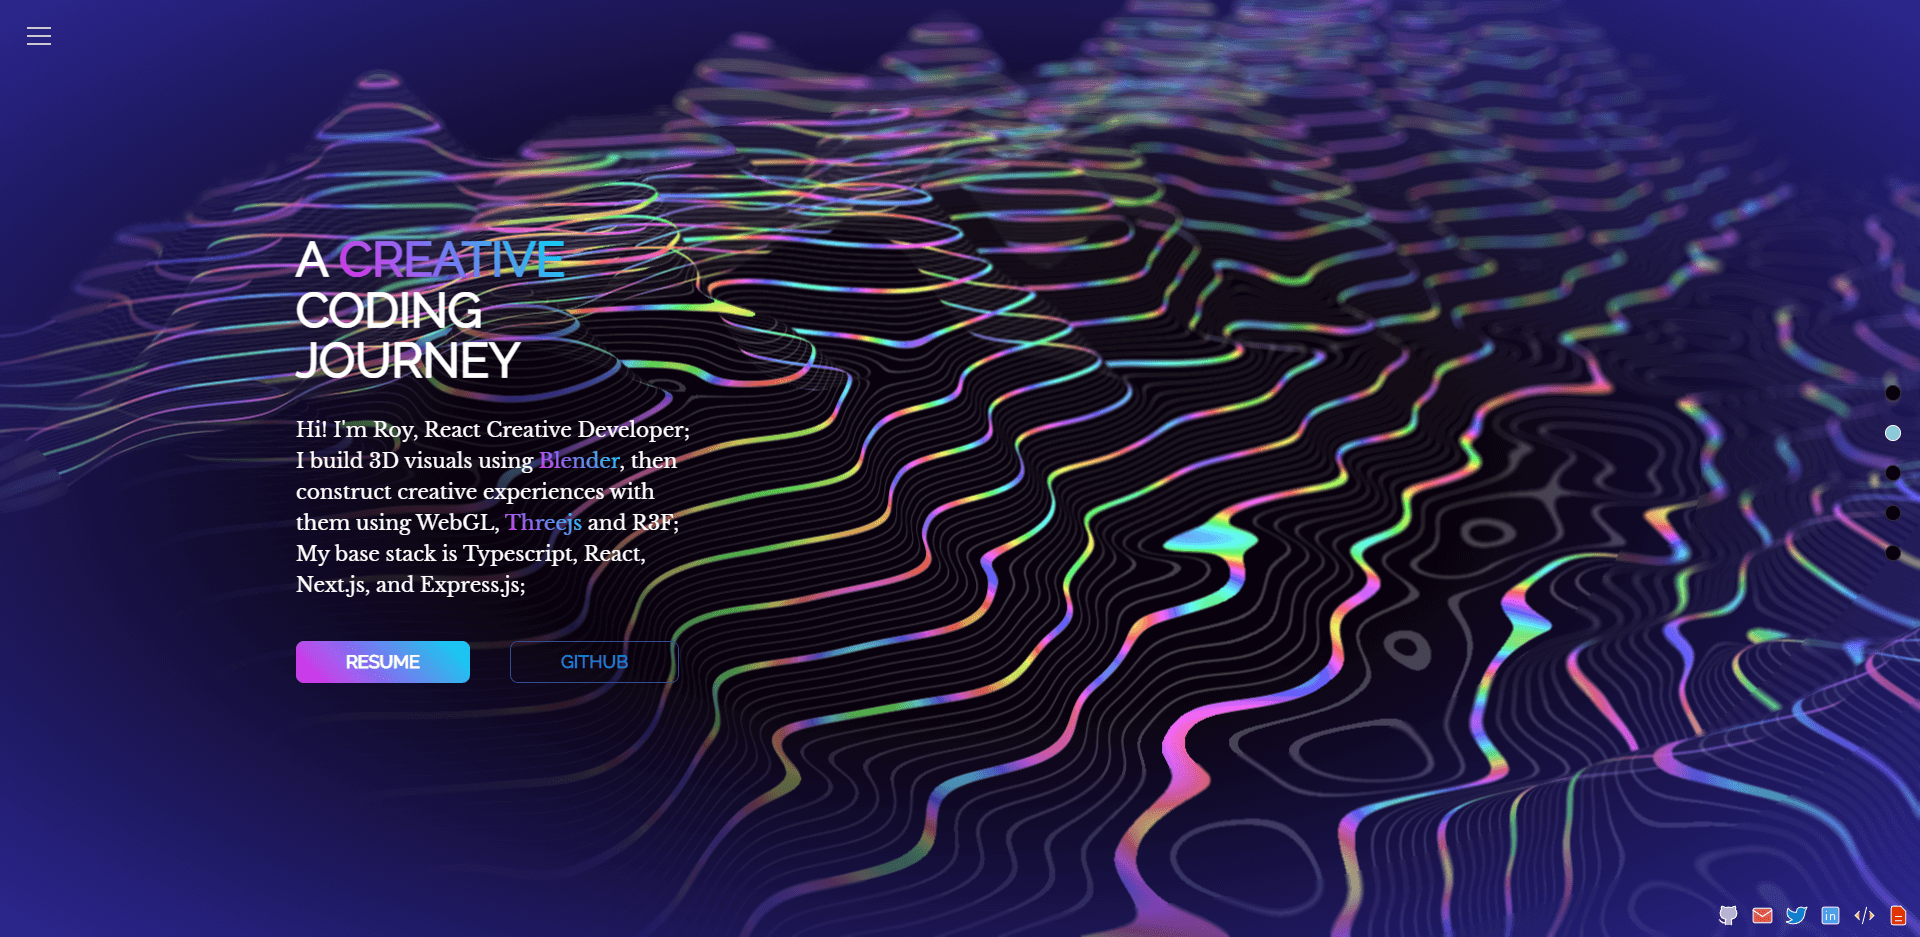 A CREATIVE
CODING
JOURNEY
Hi! I'm Roy, React Creative Developer;
I build 3D visuals using Blender, then
construct creative experiences with
them using WebGL, Threejs and R3F;
My base stack is Typescript, React,
Next.js, and Express.js;
RESUME GITHUB